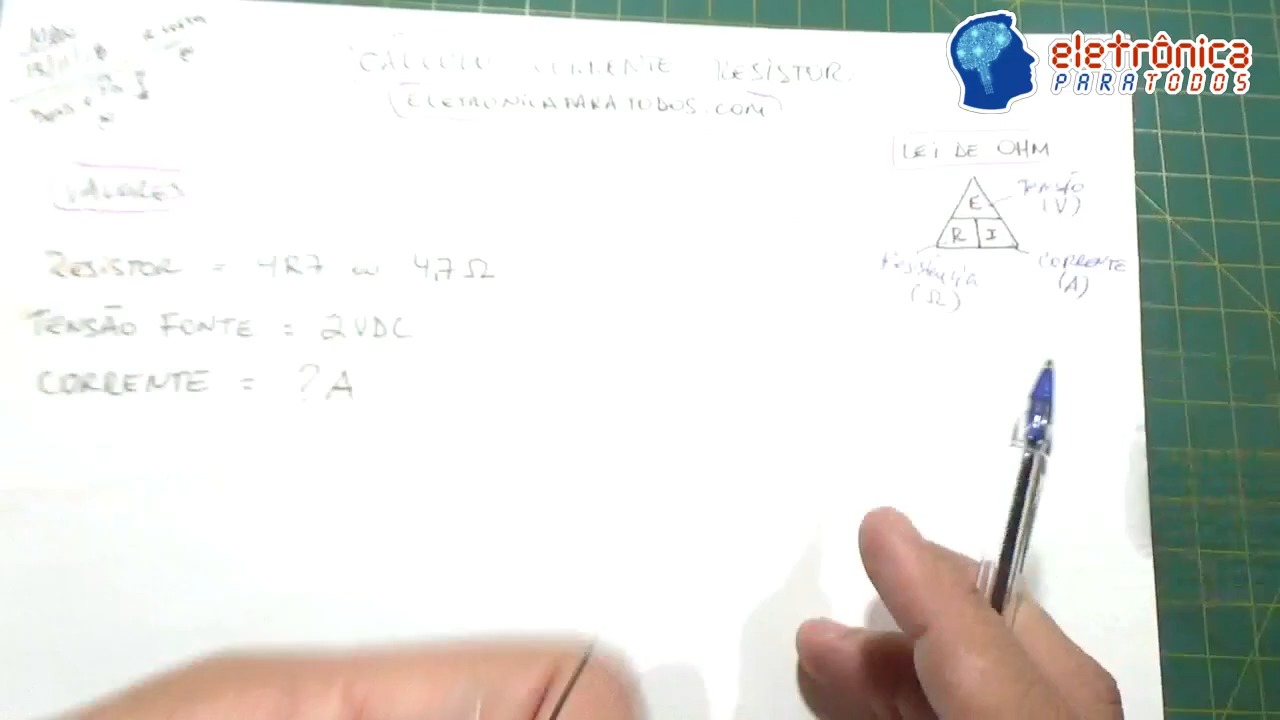 eletrônica
PARATODOS
CÁLCULO CORRENTE RESISTOR
(ELETRONICAPARATODOS.COM)
LEI DE OHM
E
R I
TENSÃO
(V)
Resistência
(Ω)
CORRENTE
(A)
VALORES
RESISTOR = 4R7 ou 4,7Ω
TENSÃO FONTE = 2VDC
CORRENTE = ? A